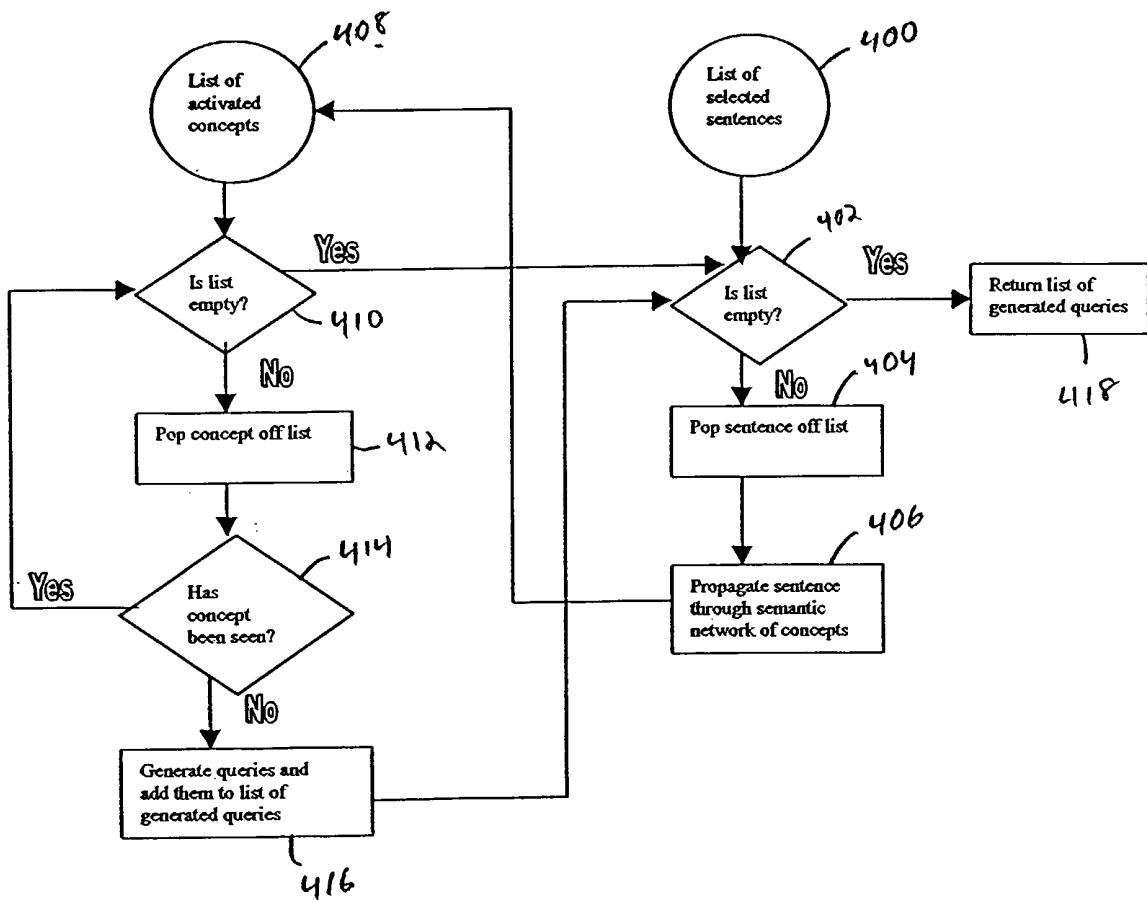 408
List of
activated
concepts
400
List of
selected
sentences
402
Yes
Is list
empty?
410
Yes
Is list
empty?
Return list of
generated queries
418
No
Pop concept off list
412
No
404
Pop sentence off list
414
Yes
Has
concept
been seen?
406
Propagate sentence
through semantic
network of concepts
No
Generate queries and
add them to list of
generated queries
416